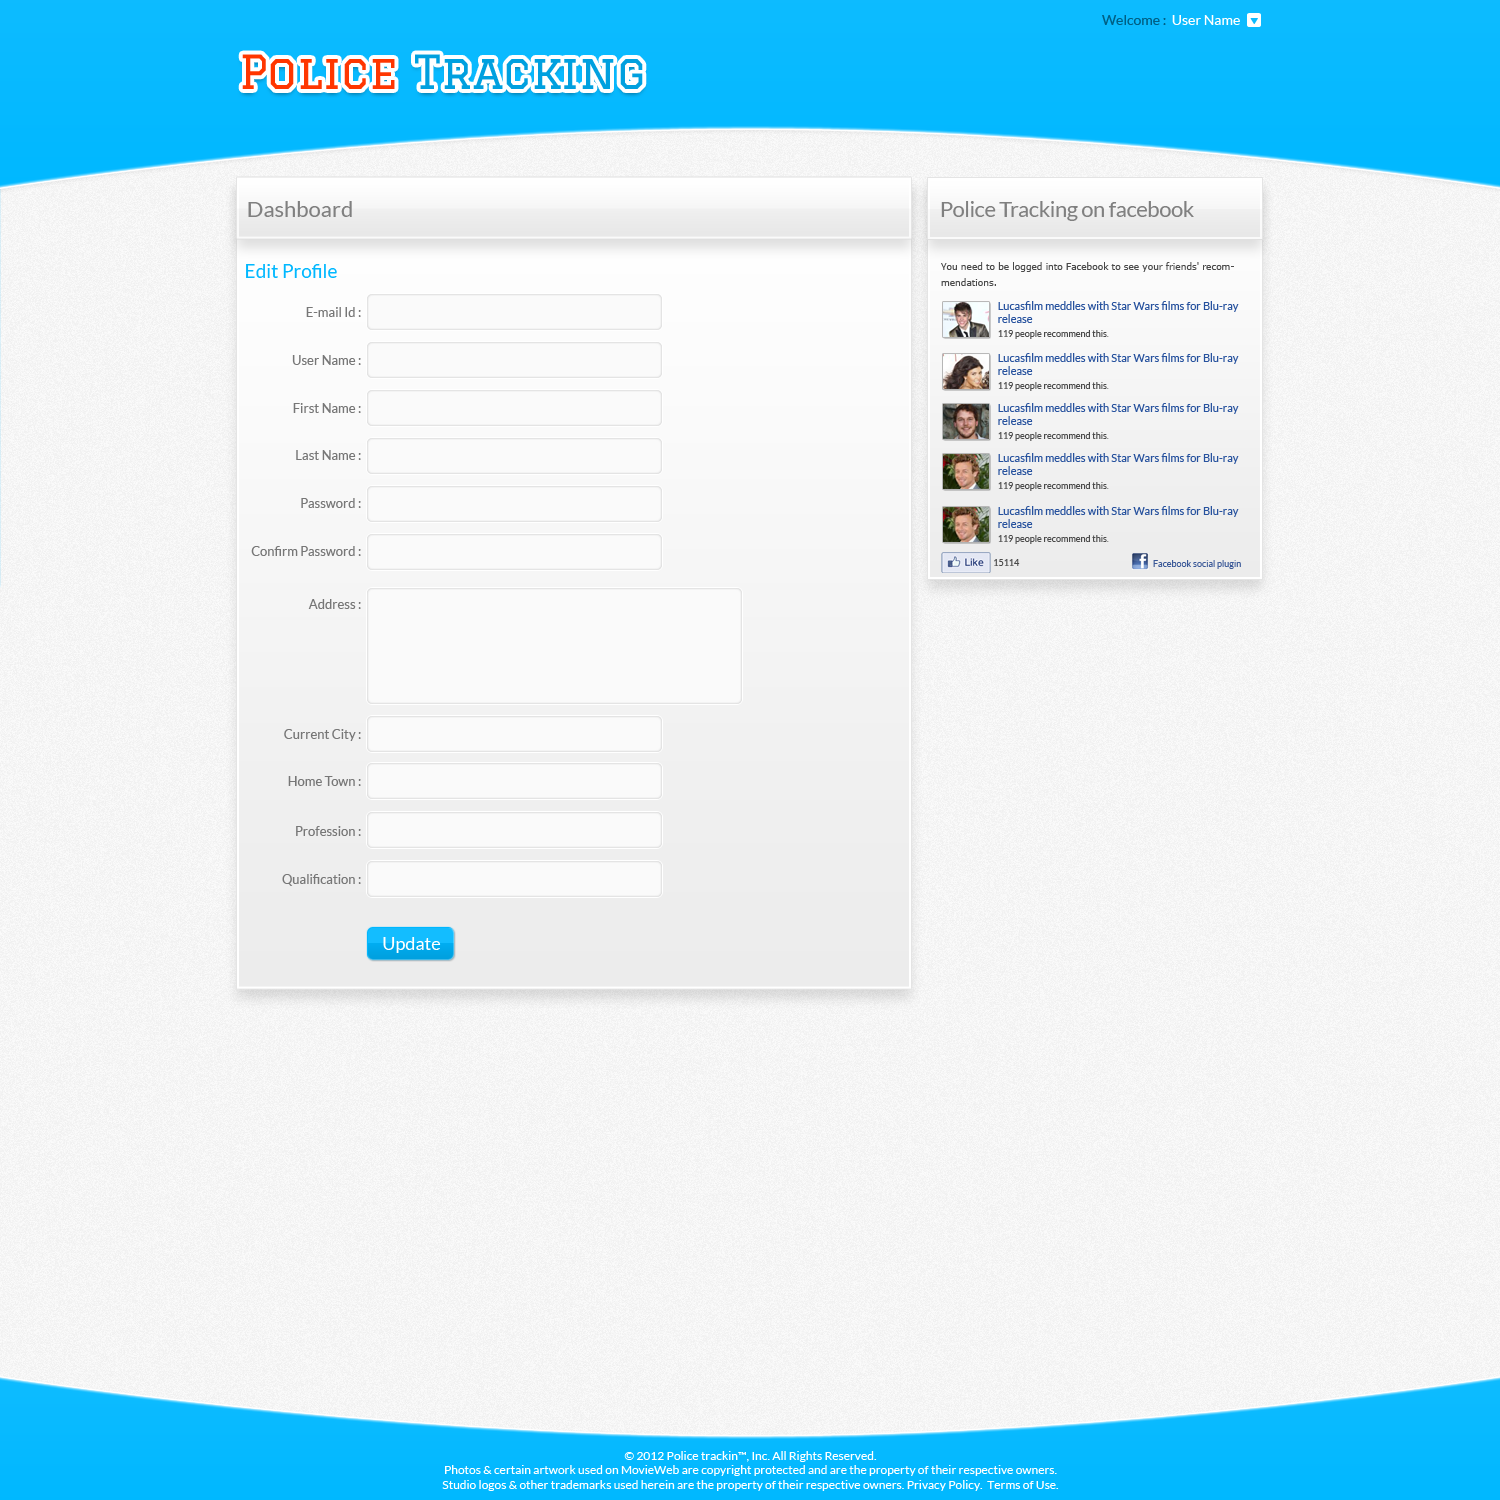 Welcome : User Name
Police Tracking
Dashboard
Edit Profile
E-mail Id :
User Name :
First Name :
Last Name :
Password :
Confirm Password :
Address :
Current City :
Home Town :
Profession :
Qualification :
Update
Police Tracking on facebook
You need to be logged into Facebook to see your friends' recom-
mendations.
Lucasfilm meddles with Star Wars films for Blu-ray
release
119 people recommend this.
Lucasfilm meddles with Star Wars films for Blu-ray
release
119 people recommend this.
Lucasfilm meddles with Star Wars films for Blu-ray
release
119 people recommend this.
Lucasfilm meddles with Star Wars films for Blu-ray
release
119 people recommend this.
Lucasfilm meddles with Star Wars films for Blu-ray
release
119 people recommend this.
Like 15114 Facebook social plugin
© 2012 Police trackin™, Inc. All Rights Reserved.
Photos & certain artwork used on MovieWeb are copyright protected and are the property of their respective owners.
Studio logos & other trademarks used herein are the property of their respective owners. Privacy Policy. Terms of Use.